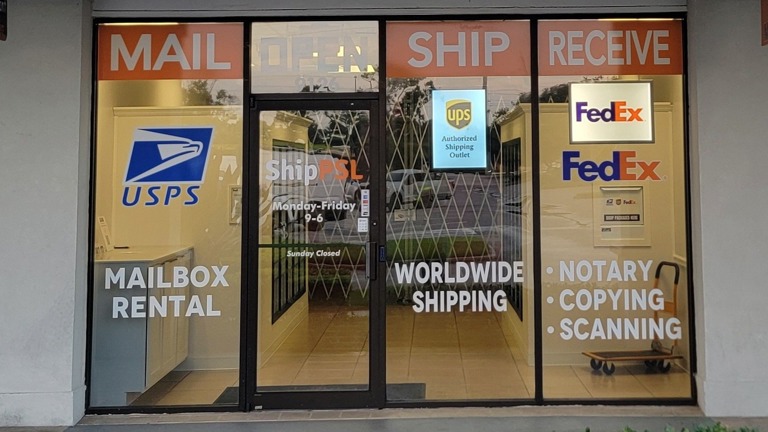 MAIL
OPEN
SHIP
RECEIVE
USPS
ShipPSL
Monday-Friday
9-6
Sunday Closed
MAILBOX
RENTAL
ups
Authorized
Shipping
Outlet
WORLDWIDE
SHIPPING
FedEx
FedEx
• NOTARY
• COPYING
• SCANNING